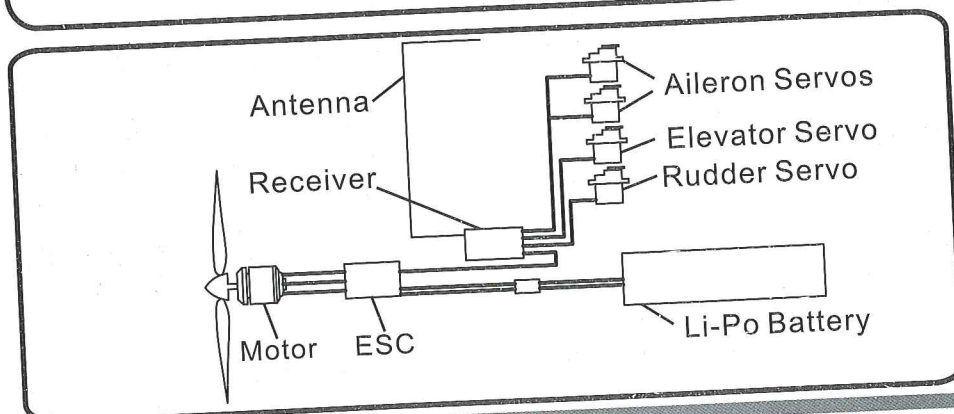 Antenna
Aileron Servos
Elevator Servo
Receiver
Rudder Servo
Motor
ESC
Li-Po Battery